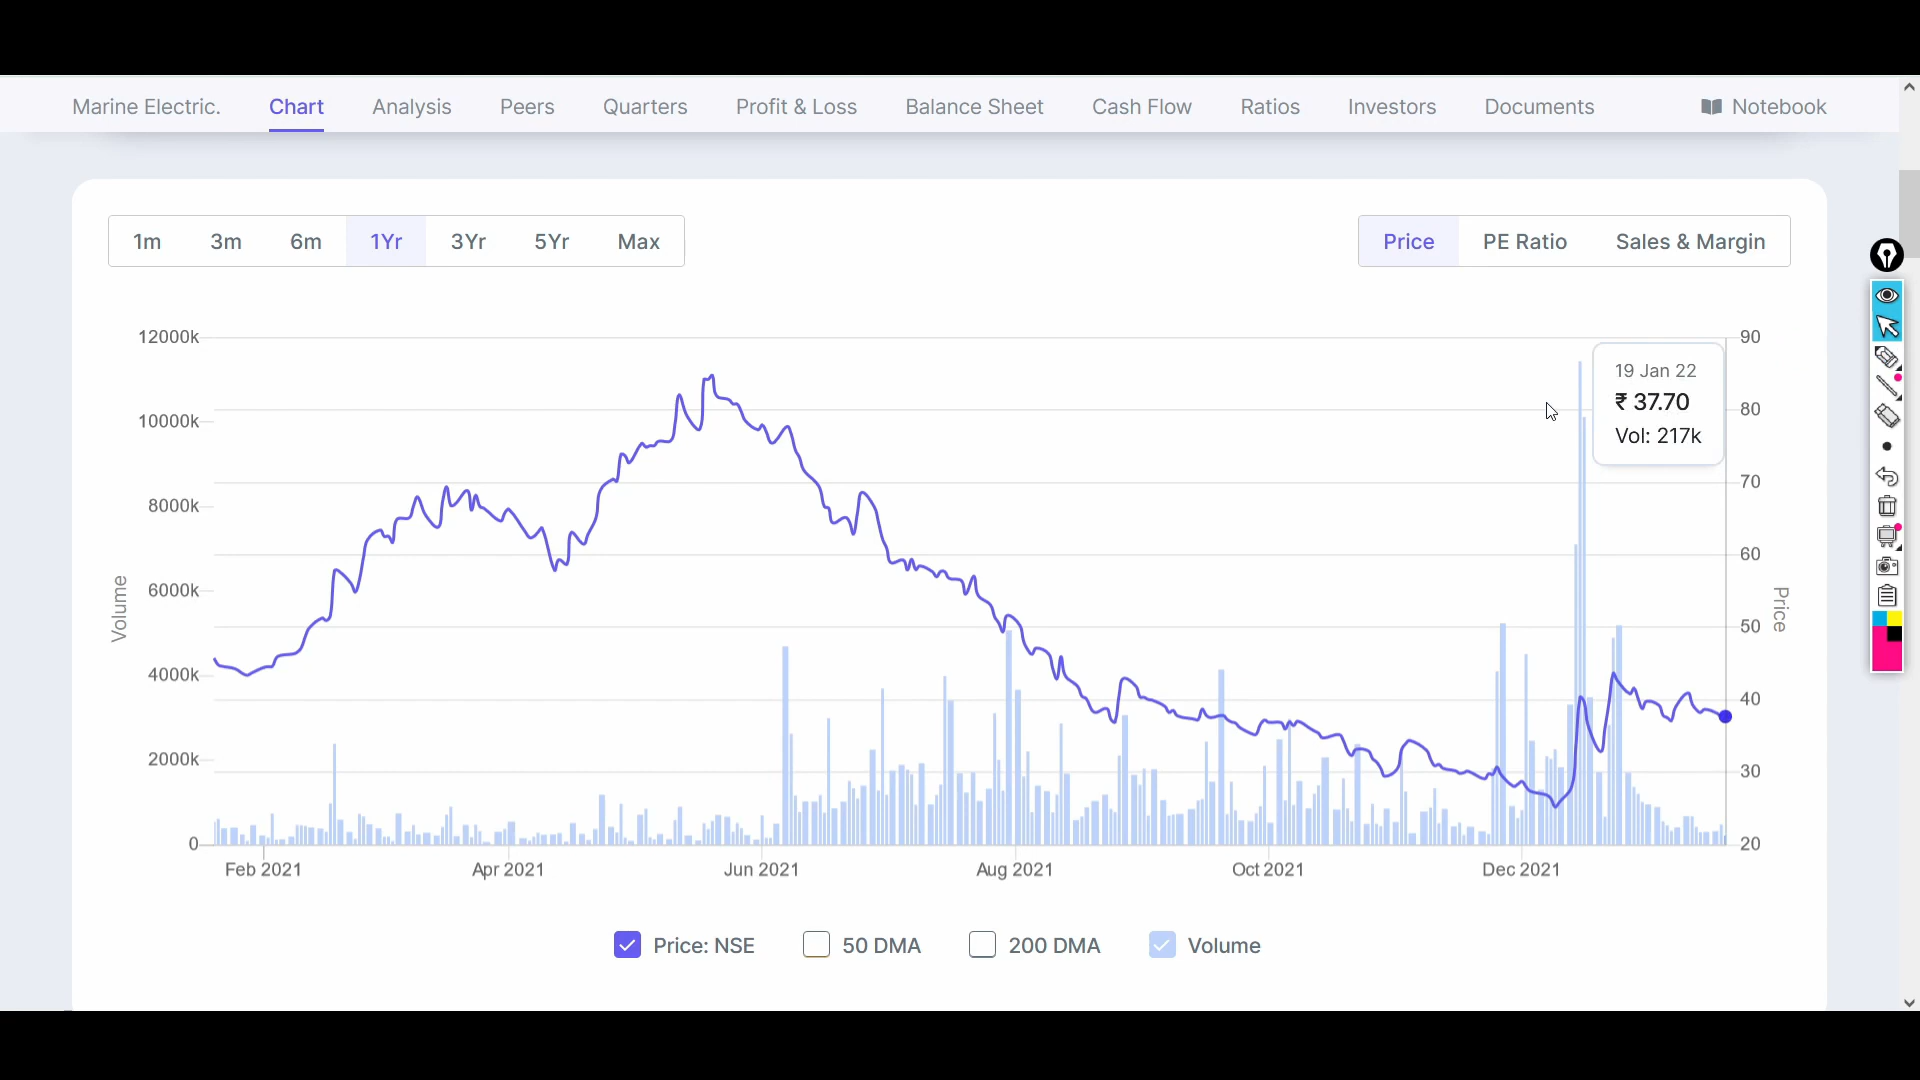 Marine Electric. Chart Analysis Peers Quarters Profit & Loss Balance Sheet Cash Flow Ratios Investors Documents Notebook
1m 3m 6m 1Yr 3Yr 5Yr Max Price PE Ratio Sales & Margin
12000k 90
19 Jan 22
₹ 37.70
80
10000k
Vol: 217k
70
8000k
60
6000k
Volume
Price
50
4000k
40
2000k
30
0 20
Feb 2021 Apr 2021 Jun 2021 Aug 2021 Oct 2021 Dec 2021
Price: NSE 50 DMA 200 DMA Volume